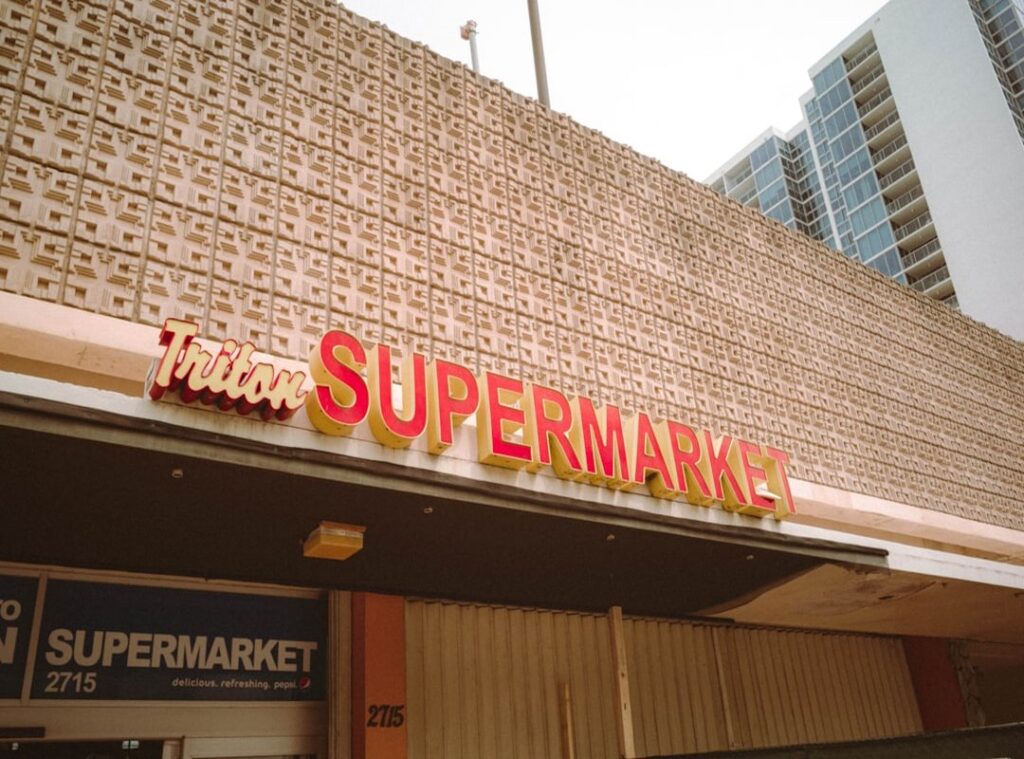 Triton SUPERMARKET
SUPERMARKET
2715
delicious. refreshing. pepsi
2715